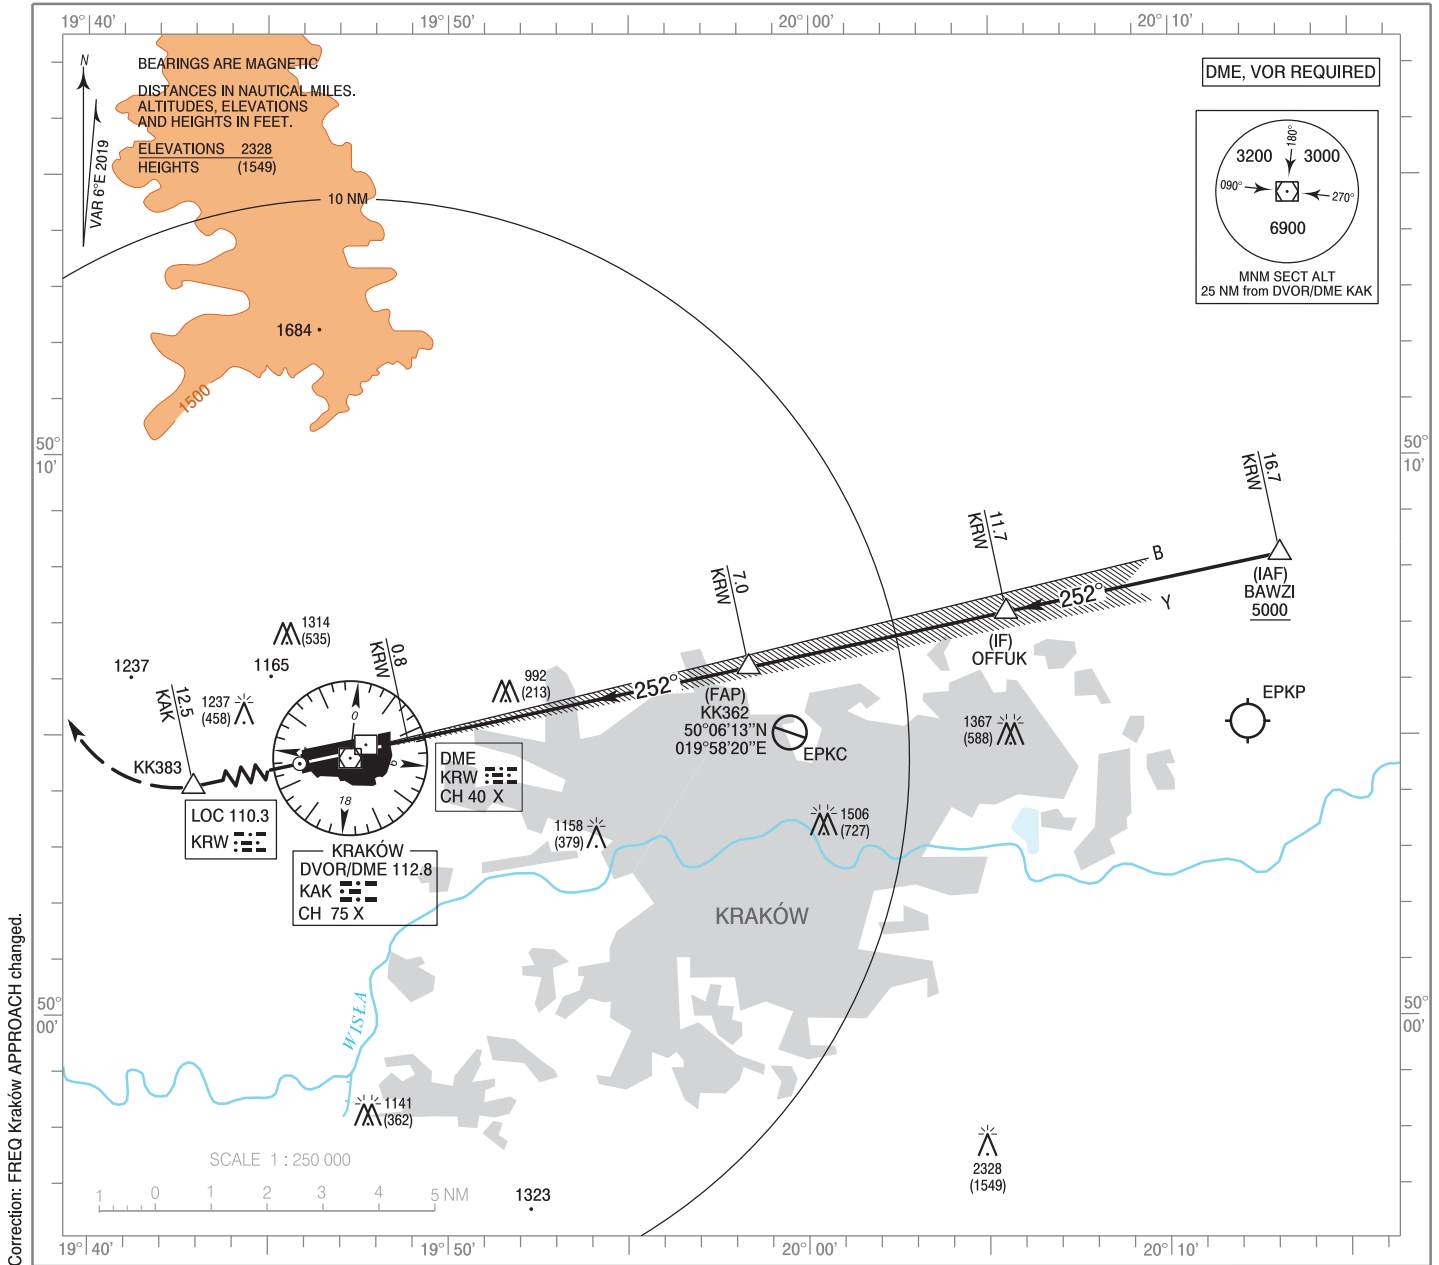 19° 40'
19° 50'
20° 00'
20° 10'
N
VAR 6°E 2019
BEARINGS ARE MAGNETIC
DISTANCES IN NAUTICAL MILES.
ALTITUDES, ELEVATIONS
AND HEIGHTS IN FEET.
ELEVATIONS 2328
HEIGHTS (1549)
DME, VOR REQUIRED
180°
3200
3000
090°
270°
6900
MNM SECT ALT
25 NM from DVOR/DME KAK
10 NM
1684
1500
50°
10'
50°
10'
16.7
KRW
11.7
KRW
7.0
KRW
B
Y
252°
(IAF)
BAWZI
5000
(IF)
OFFUK
1314
(535)
0.8
KRW
1237
1165
12.5
KAK
1237
(458)
992
(213)
252°
(FAP)
KK362
50°06'13"N
019°58'20"E
EPKC
1367
(588)
EPKP
0
9
18
KK383
DME
KRW
CH 40 X
LOC 110.3
KRW
KRAKÓW
DVOR/DME 112.8
KAK
CH 75 X
1158
(379)
1506
(727)
KRAKÓW
50°
00'
50°
00'
WISŁA
1141
(362)
2328
(1549)
SCALE 1 : 250 000
1 0 1 2 3 4 5 NM
1323
19° 40'
19° 50'
20° 00'
20° 10'
Correction: FREQ Kraków APPROACH changed.